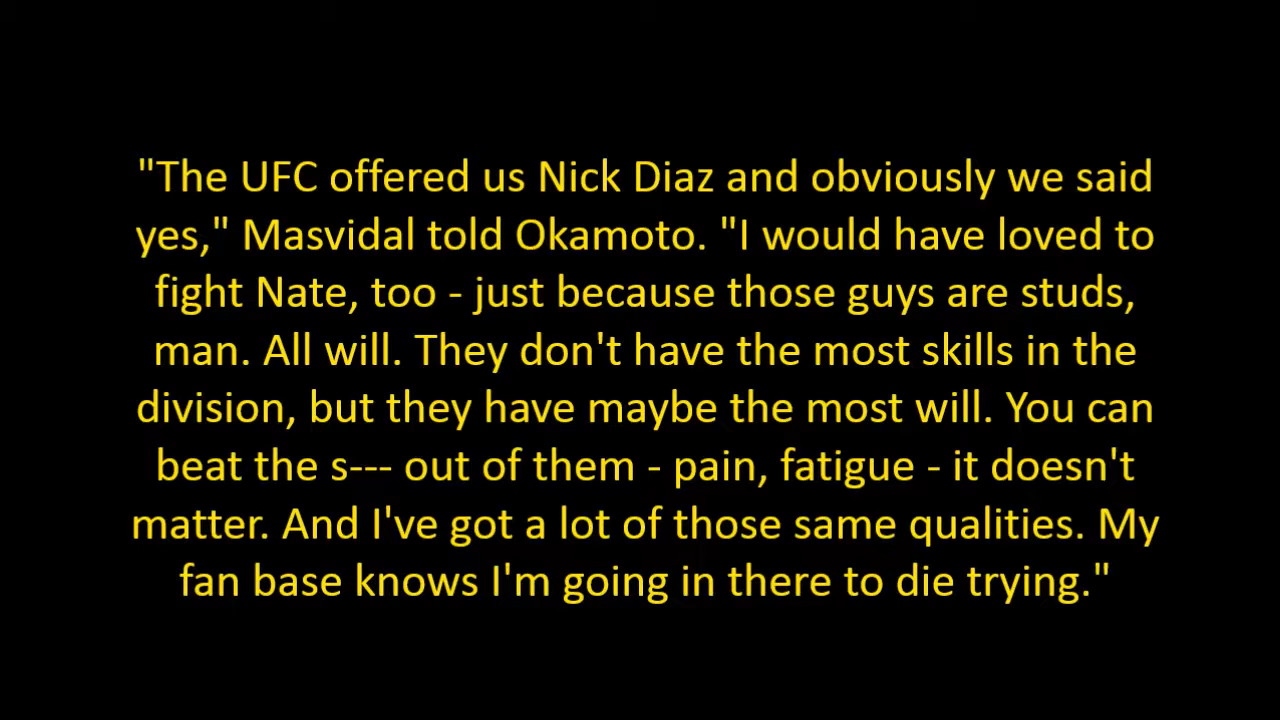 "The UFC offered us Nick Diaz and obviously we said
yes," Masvidal told Okamoto. "I would have loved to
fight Nate, too - just because those guys are studs,
man. All will. They don't have the most skills in the
division, but they have maybe the most will. You can
beat the s--- out of them - pain, fatigue - it doesn't
matter. And I've got a lot of those same qualities. My
fan base knows I'm going in there to die trying."